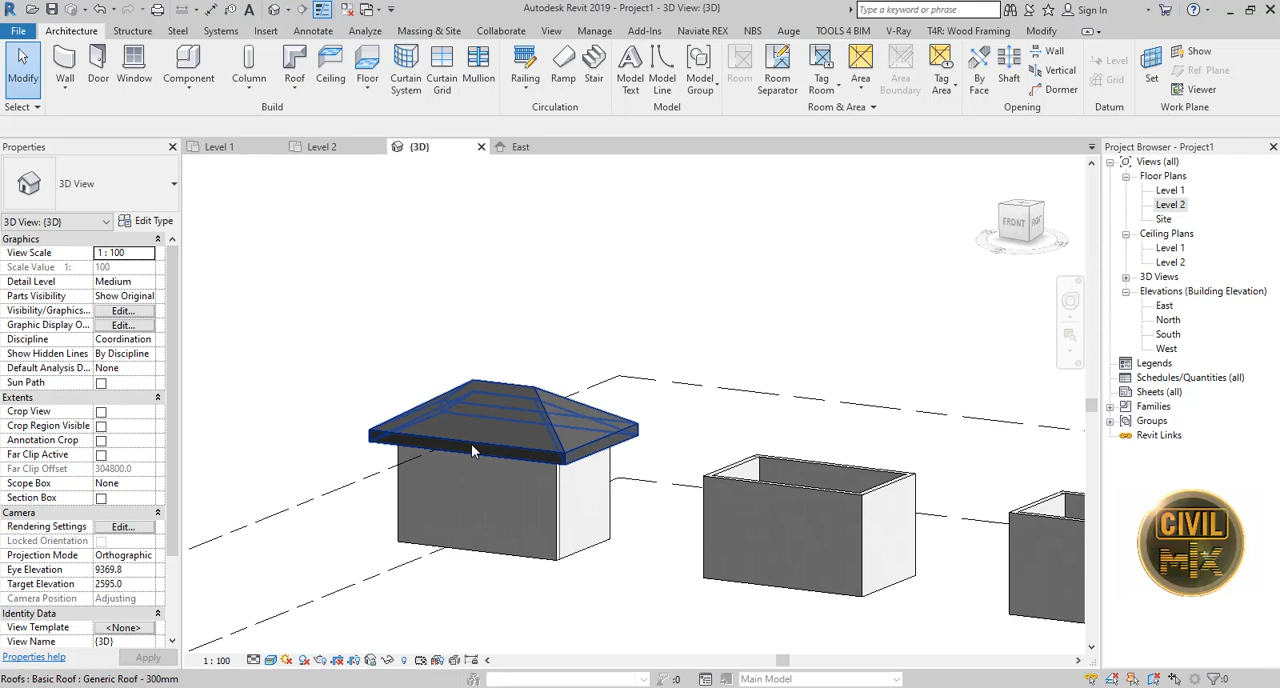 Autodesk Revit 2019 - Project1 - 3D View: {3D}
Type a keyword or phrase
Sign In
File Architecture Structure Steel Systems Insert Annotate Analyze Massing & Site Collaborate View Manage Add-Ins Naviate REX NBS Auge TOOLS 4 BIM V-Ray T4R: Wood Framing Modify
Modify Wall Door Window Component Column Roof Ceiling Floor Curtain System Curtain Grid Mullion Railing Ramp Stair Model Text Model Line Model Group Room Room Separator Tag Room Area Area Boundary Tag Area By Face Shaft Wall Vertical Dormer Level Grid Set Show Ref Plane Viewer
Select Build Circulation Model Room & Area Opening Datum Work Plane
Properties
Level 1 Level 2 {3D} East
Project Browser - Project1
3D View
3D View: {3D} Edit Type
Graphics
View Scale 1 : 100
Scale Value 1: 100
Detail Level Medium
Parts Visibility Show Original
Visibility/Graphics... Edit...
Graphic Display O... Edit...
Discipline Coordination
Show Hidden Lines By Discipline
Default Analysis D... None
Sun Path
Extents
Crop View
Crop Region Visible
Annotation Crop
Far Clip Active
Far Clip Offset 304800.0
Scope Box None
Section Box
Camera
Rendering Settings Edit...
Locked Orientation
Projection Mode Orthographic
Eye Elevation 9369.8
Target Elevation 2595.0
Camera Position Adjusting
Identity Data
View Template <None>
View Name {3D}
Properties help Apply
FRONT
Views (all)
Floor Plans
Level 1
Level 2
Site
Ceiling Plans
Level 1
Level 2
3D Views
Elevations (Building Elevation)
East
North
South
West
Legends
Schedules/Quantities (all)
Sheets (all)
Families
Groups
Revit Links
CIVIL
MIX
1 : 100
Roofs : Basic Roof : Generic Roof - 300mm
:0 Main Model :0